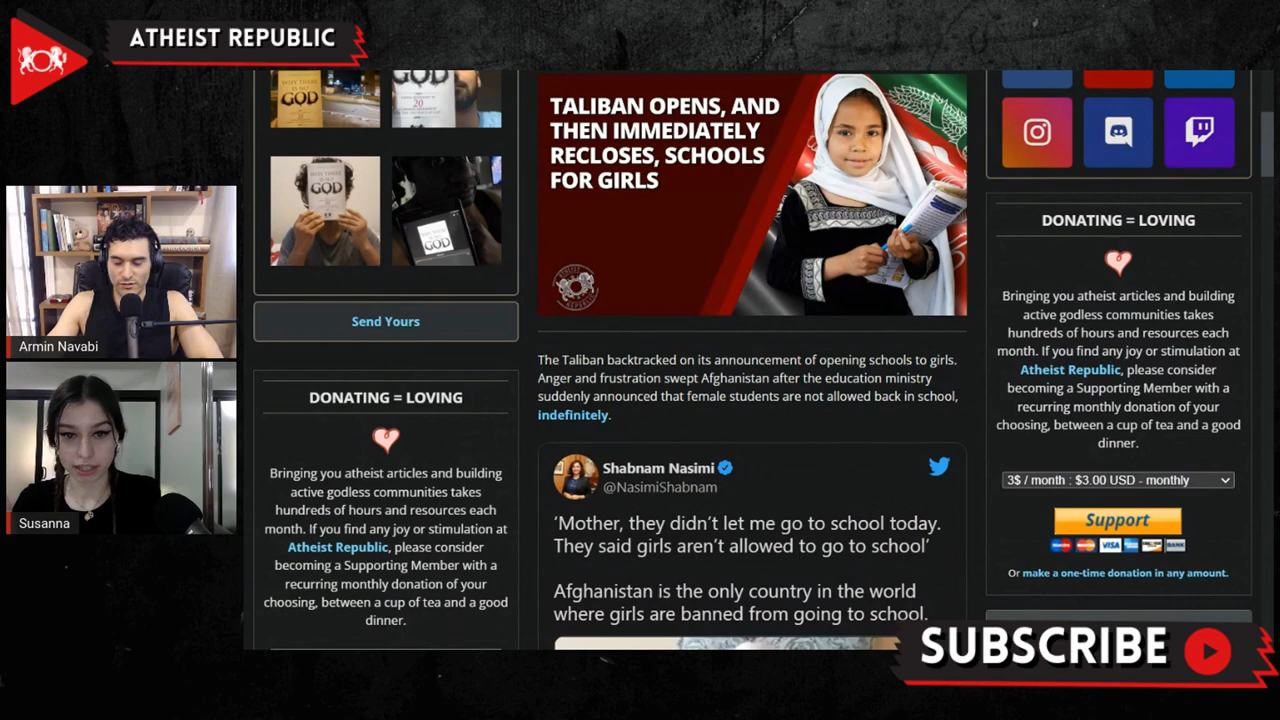 ATHEIST REPUBLIC
GOD
GOD
20
GOD
GOD
Send Yours
DONATING = LOVING
Bringing you atheist articles and building
active godless communities takes
hundreds of hours and resources each
month. If you find any joy or stimulation at
Atheist Republic, please consider
becoming a Supporting Member with a
recurring monthly donation of your
choosing, between a cup of tea and a good
dinner.
Armin Navabi
Susanna
TALIBAN OPENS, AND
THEN IMMEDIATELY
RECLOSES, SCHOOLS
FOR GIRLS
The Taliban backtracked on its announcement of opening schools to girls.
Anger and frustration swept Afghanistan after the education ministry
suddenly announced that female students are not allowed back in school,
indefinitely.
Shabnam Nasimi
@NasimiShabnam
‘Mother, they didn’t let me go to school today.
They said girls aren’t allowed to go to school’
Afghanistan is the only country in the world
where girls are banned from going to school.
DONATING = LOVING
Bringing you atheist articles and building
active godless communities takes
hundreds of hours and resources each
month. If you find any joy or stimulation at
Atheist Republic, please consider
becoming a Supporting Member with a
recurring monthly donation of your
choosing, between a cup of tea and a good
dinner.
3$ / month : $3.00 USD - monthly
Support
VISA
BANK
Or make a one-time donation in any amount.
SUBSCRIBE